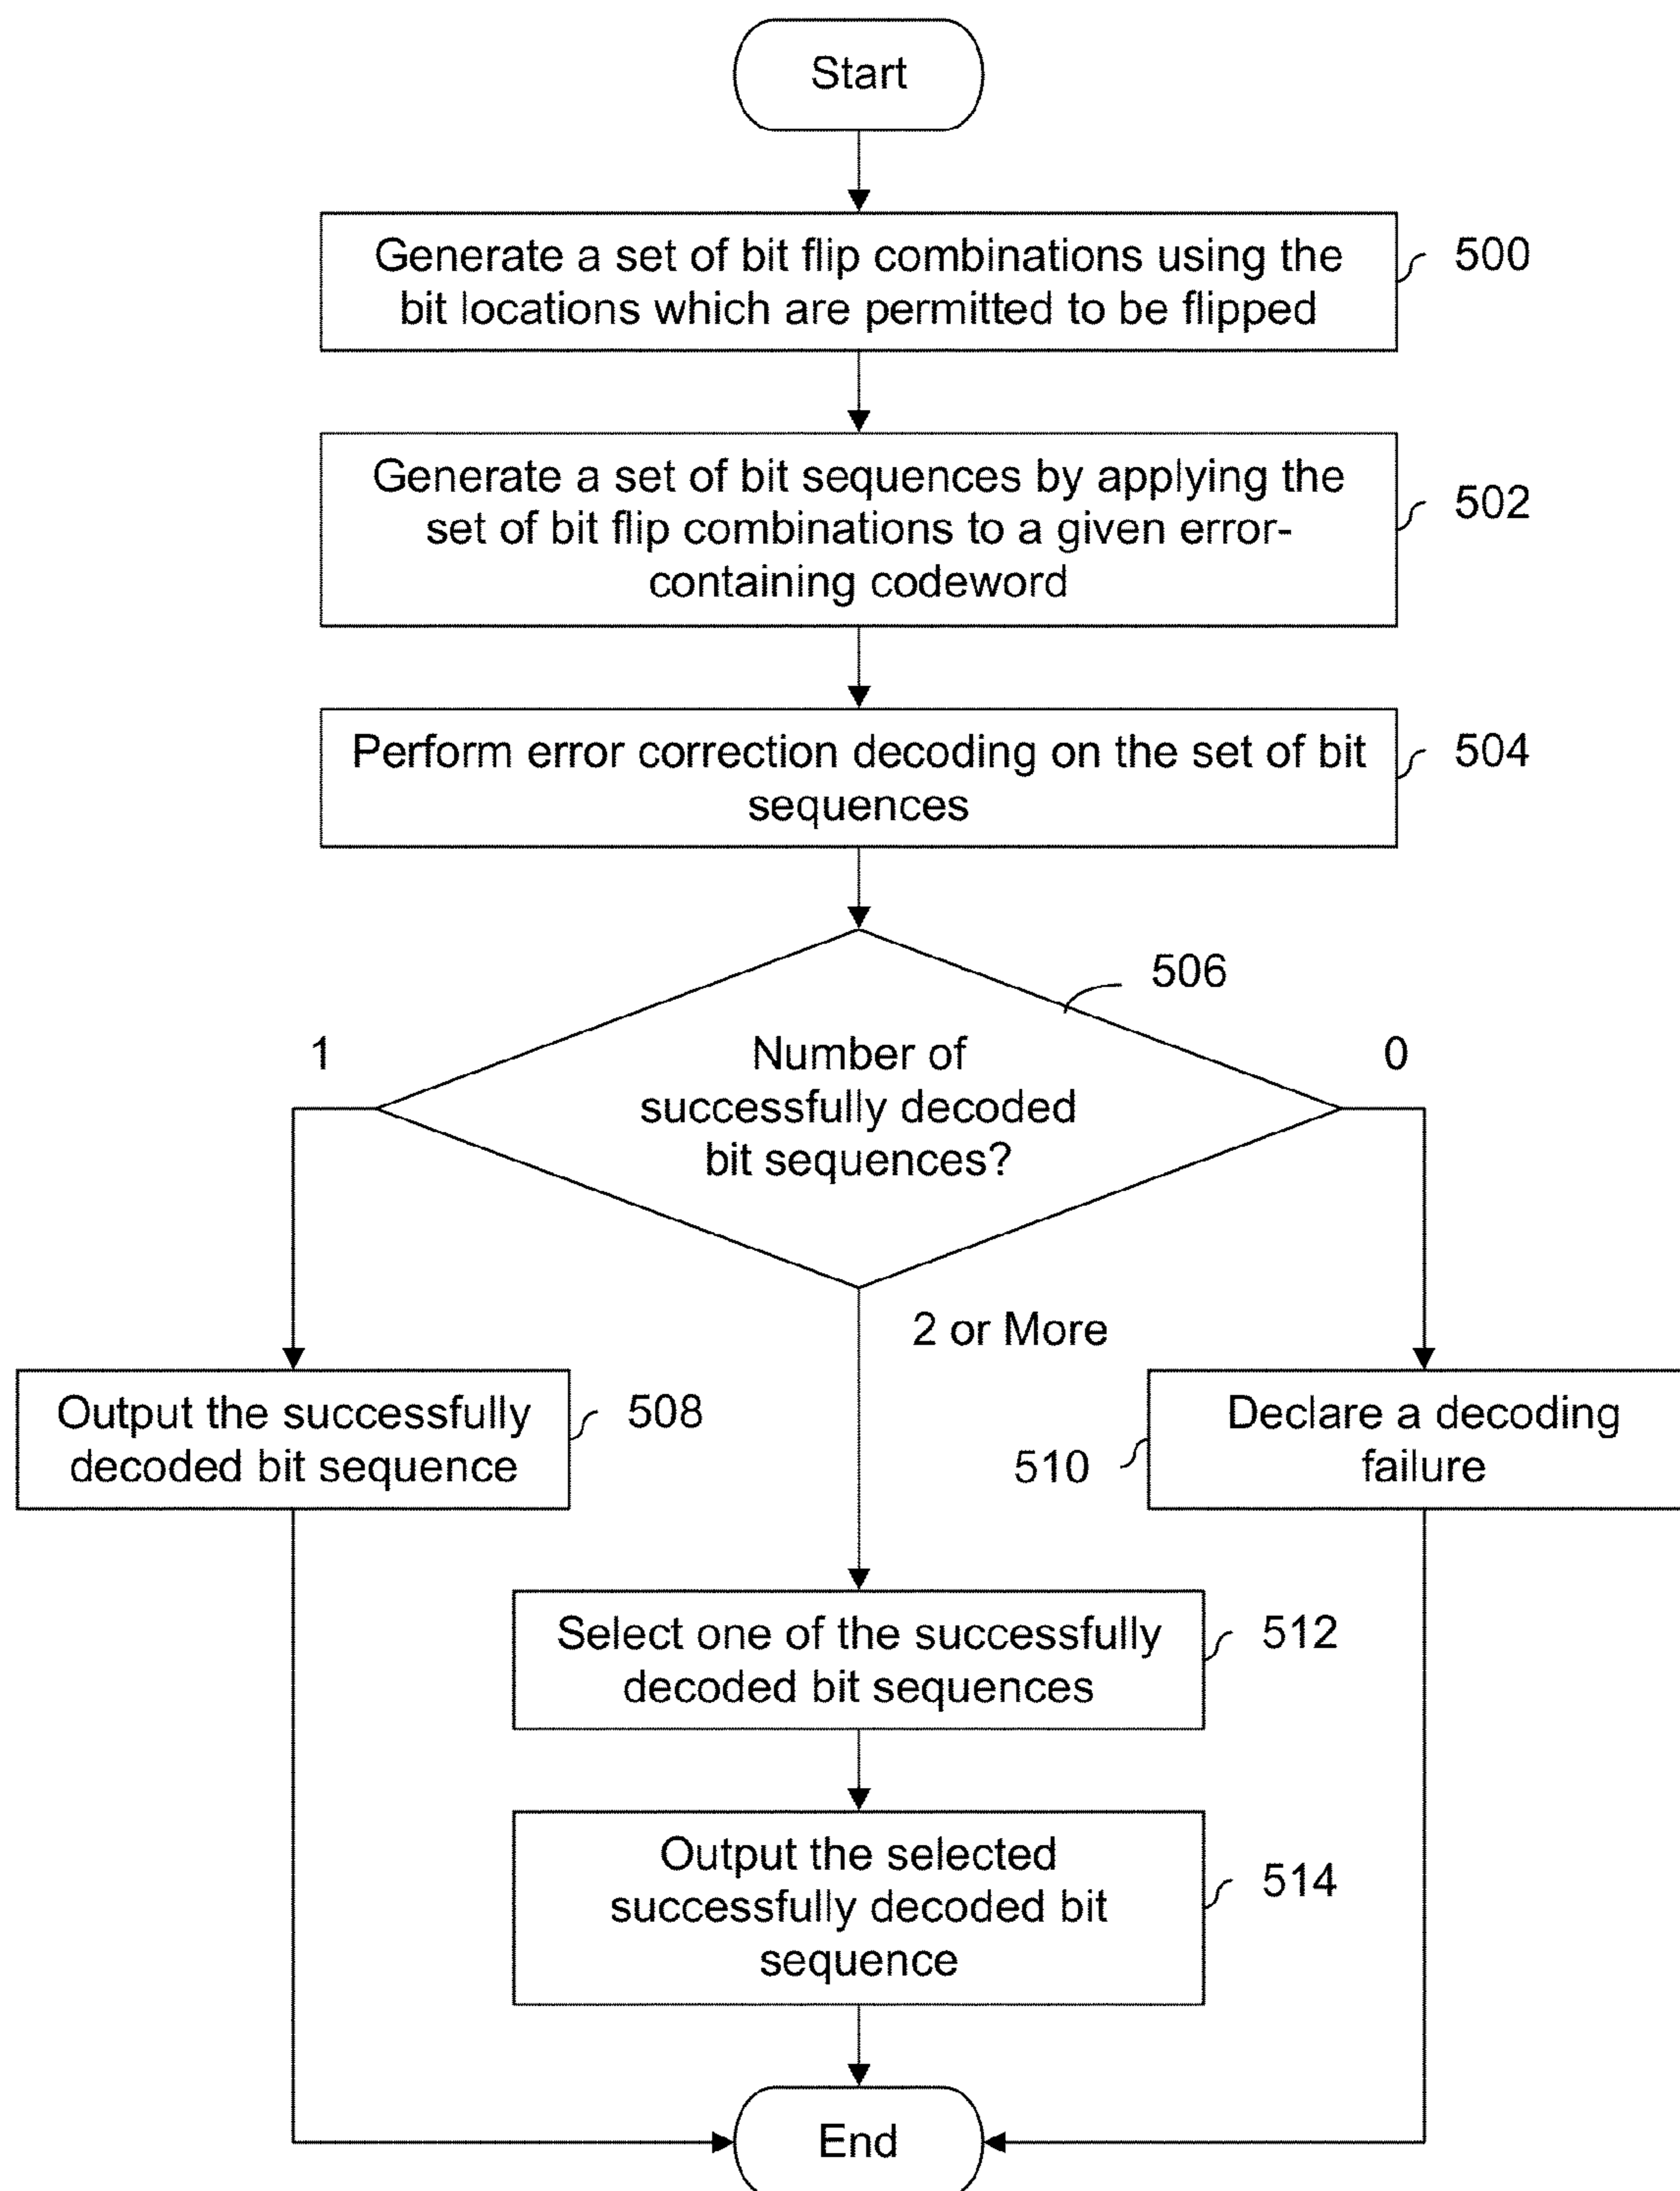 Start
Generate a set of bit flip combinations using the
bit locations which are permitted to be flipped
500
Generate a set of bit sequences by applying the
set of bit flip combinations to a given error-
containing codeword
502
Perform error correction decoding on the set of bit
sequences
504
506
1
0
Number of
successfully decoded
bit sequences?
2 or More
Output the successfully
decoded bit sequence
508
Declare a decoding
failure
510
Select one of the successfully
decoded bit sequences
512
Output the selected
successfully decoded bit
sequence
514
End